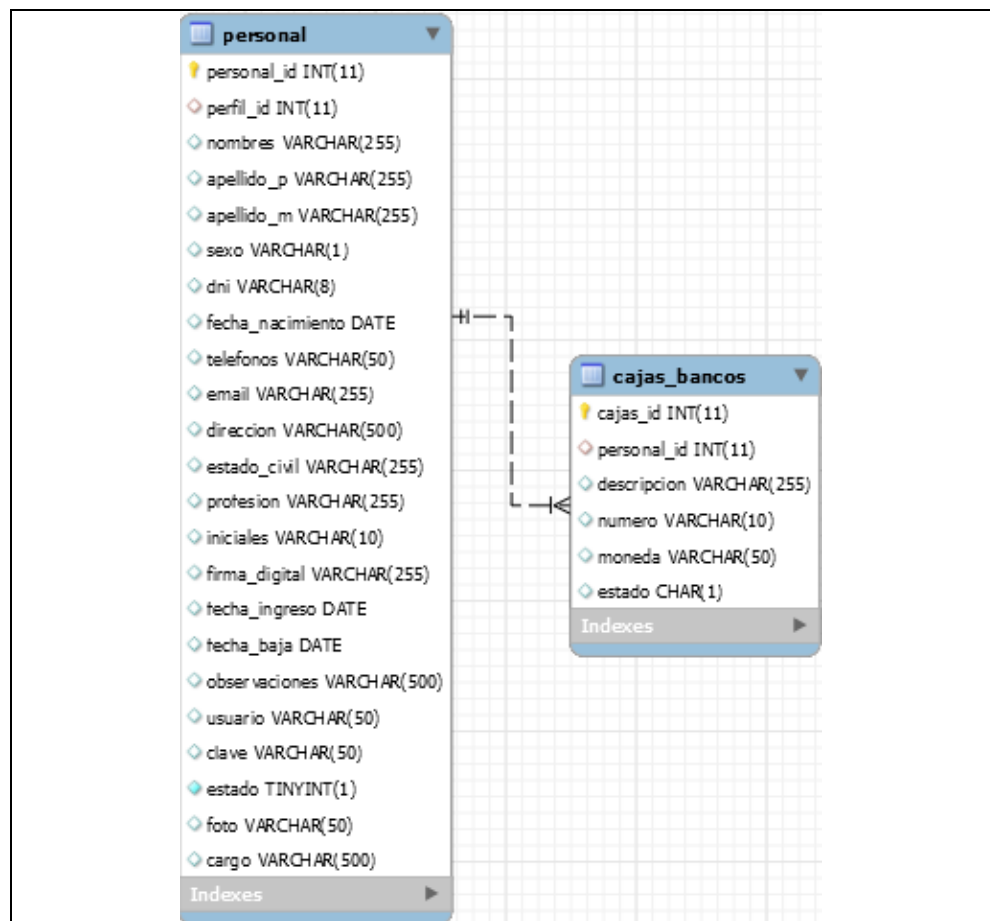 personal
personal_id INT(11)
perfil_id INT(11)
nombres VARCHAR(255)
apellido_p VARCHAR(255)
apellido_m VARCHAR(255)
sexo VARCHAR(1)
dni VARCHAR(8)
fecha_nacimiento DATE
telefonos VARCHAR(50)
email VARCHAR(255)
direccion VARCHAR(500)
estado_civil VARCHAR(255)
profesion VARCHAR(255)
iniciales VARCHAR(10)
firma_digital VARCHAR(255)
fecha_ingreso DATE
fecha_baja DATE
observaciones VARCHAR(500)
usuario VARCHAR(50)
clave VARCHAR(50)
estado TINYINT(1)
foto VARCHAR(50)
cargo VARCHAR(500)
Indexes
cajas_bancos
cajas_id INT(11)
personal_id INT(11)
descripcion VARCHAR(255)
numero VARCHAR(10)
moneda VARCHAR(50)
estado CHAR(1)
Indexes